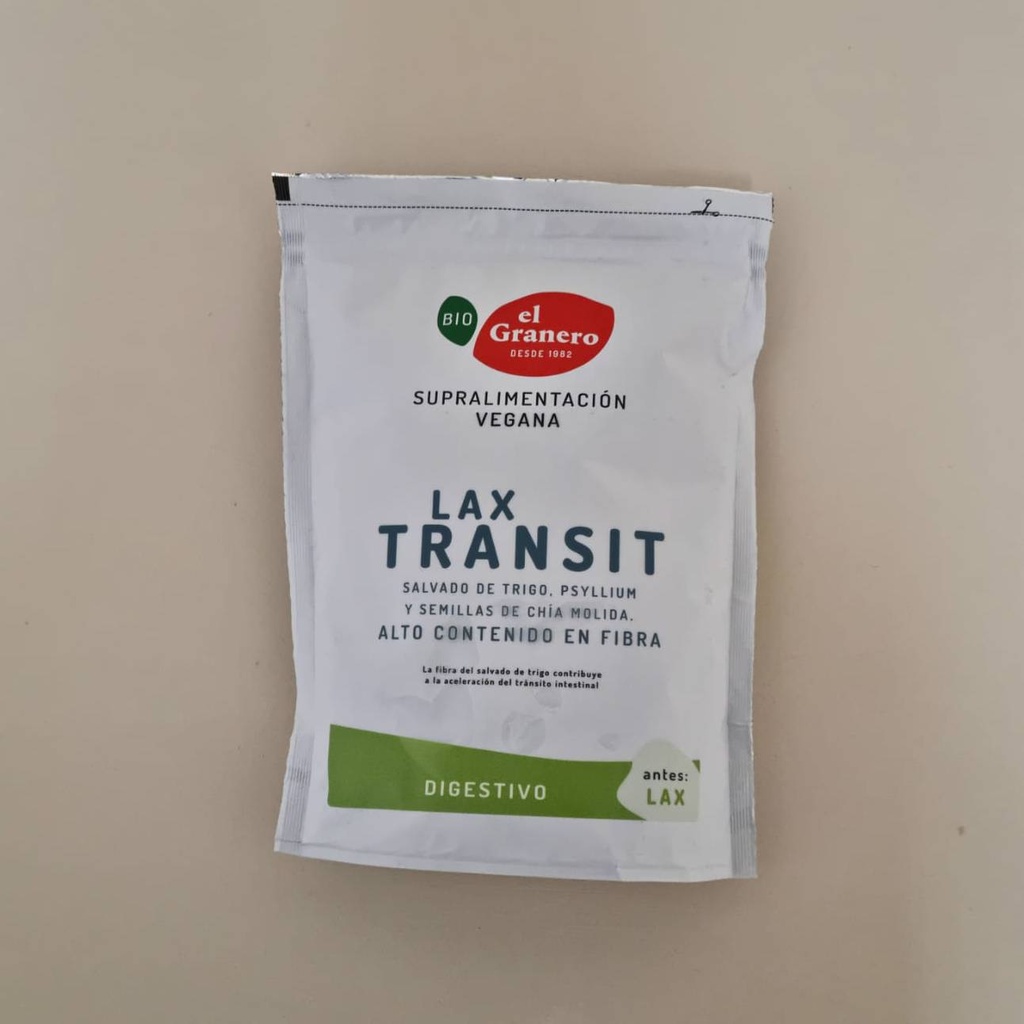 BIO
el
Granero
DESDE 1982
SUPRALIMENTACIÓN
VEGANA
LAX
TRANSIT
SALVADO DE TRIGO, PSYLLIUM
Y SEMILLAS DE CHÍA MOLIDA.
ALTO CONTENIDO EN FIBRA
La fibra del salvado de trigo contribuye
a la aceleración del tránsito intestinal
DIGESTIVO
antes:
LAX